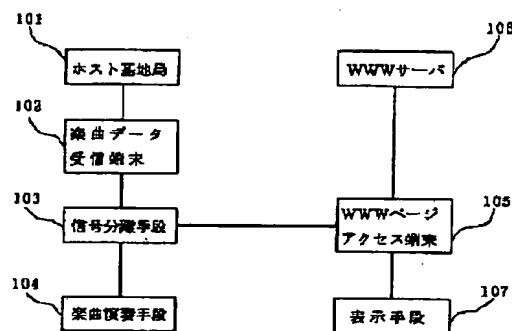 101
ホスト基地局
102
楽曲データ
受信端末
103
信号分離手段
104
楽曲演奏手段
106
WWWサーバ
105
WWWページ
アクセス端末
107
表示手段